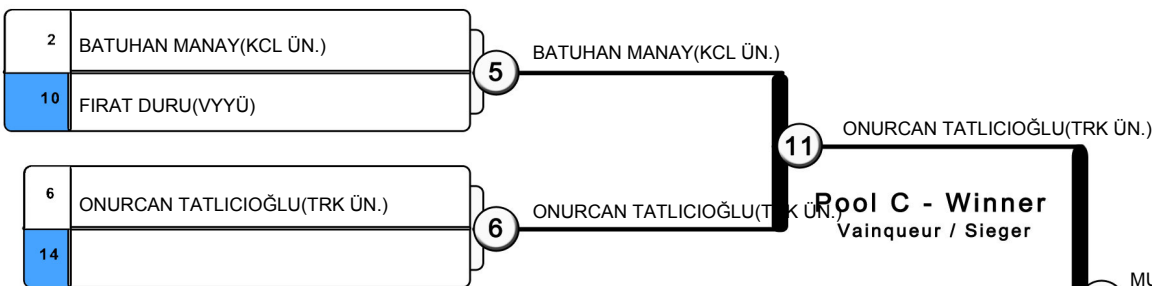 2
BATUHAN MANAY(KCL ÜN.)
5
BATUHAN MANAY(KCL ÜN.)
10
FIRAT DURU(VYYÜ)
11
ONURCAN TATLICIOĞLU(TRK ÜN.)
6
ONURCAN TATLICIOĞLU(TRK ÜN.)
6
ONURCAN TATLICIOĞLU(TRK ÜN.)
14
Pool C - Winner
Vainqueur / Sieger
MU